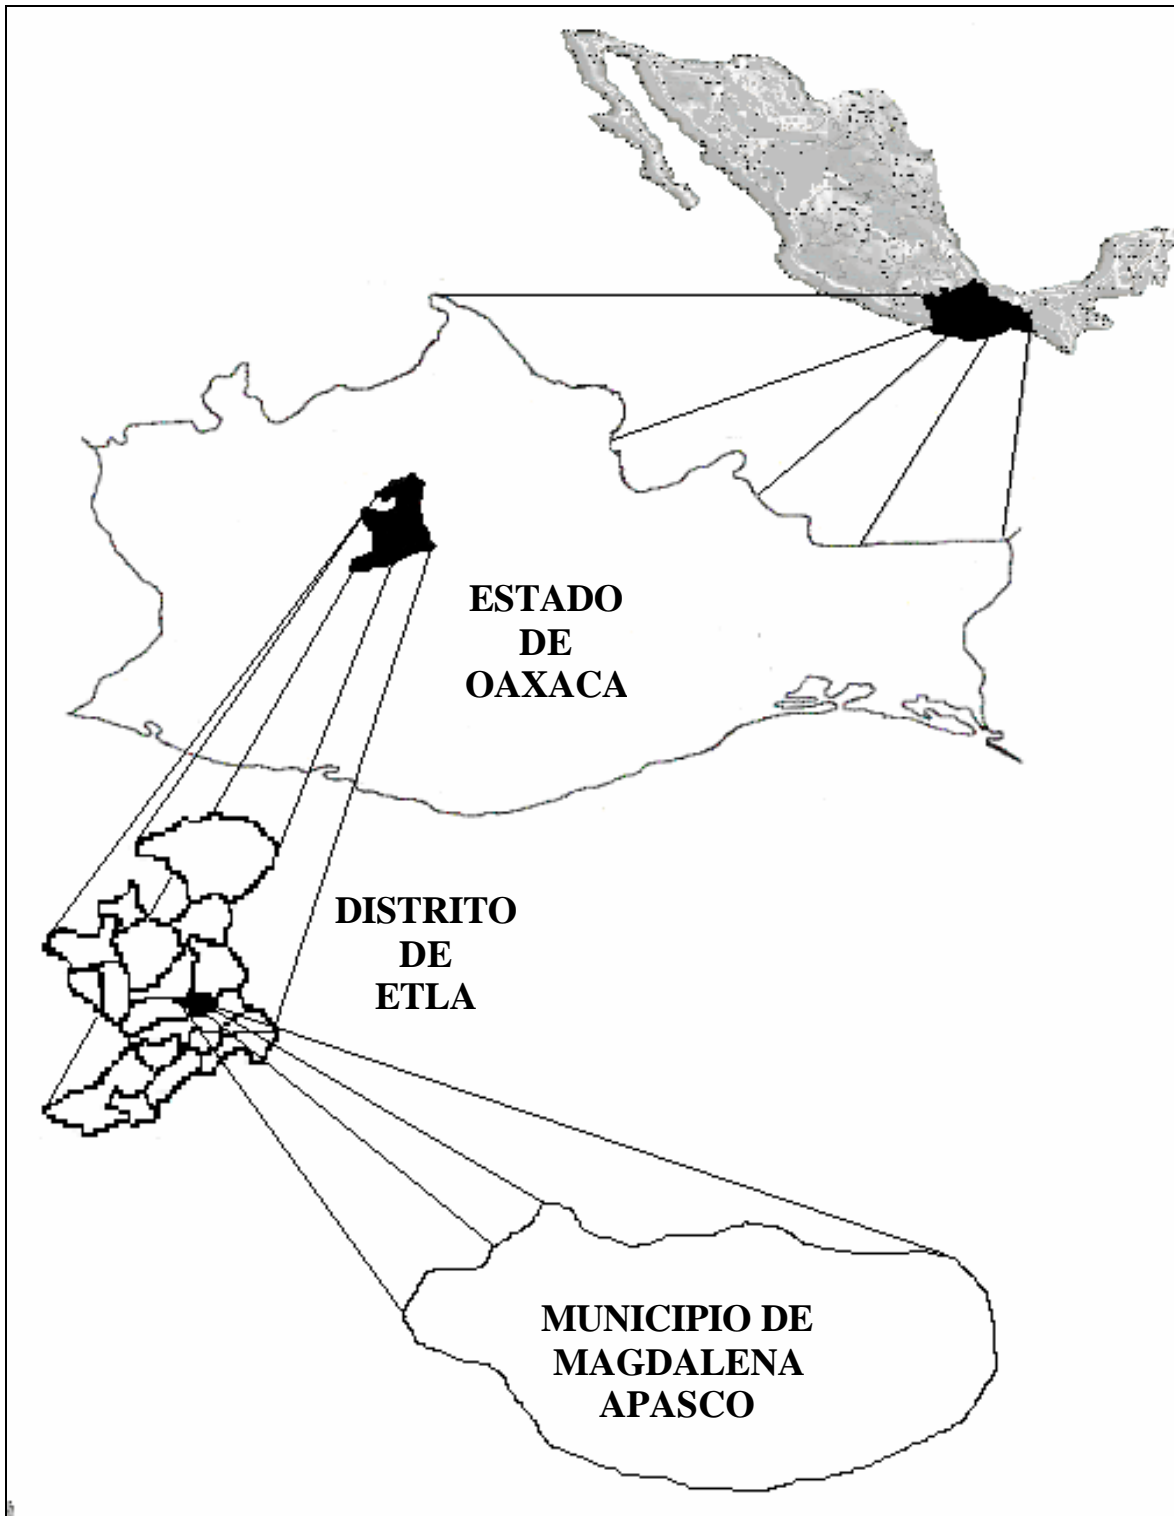 ESTADO
DE
OAXACA
DISTRITO
DE
ETLA
MUNICIPIO DE
MAGDALENA
APASCO